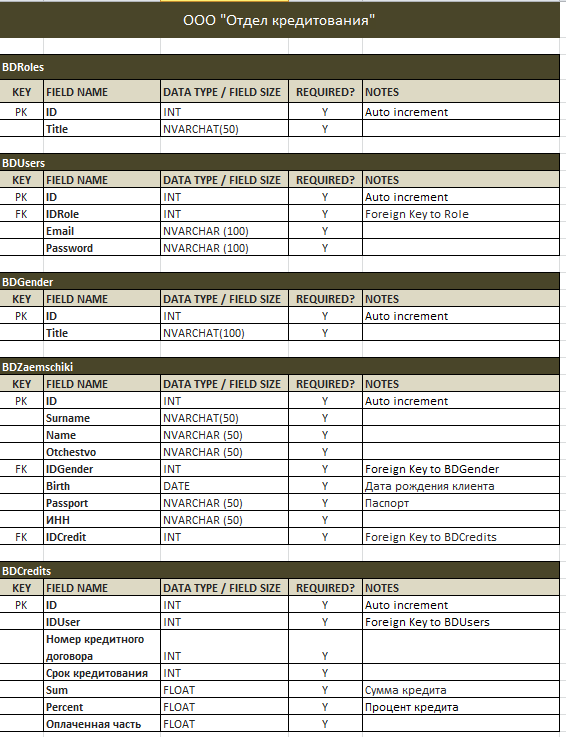 ООО "Отдел кредитования"
BDRoles
KEY FIELD NAME DATA TYPE / FIELD SIZE REQUIRED? NOTES
PK ID INT Y Auto increment
Title NVARCHAT(50) Y
BDUsers
KEY FIELD NAME DATA TYPE / FIELD SIZE REQUIRED? NOTES
PK ID INT Y Auto increment
FK IDRole INT Y Foreign Key to Role
Email NVARCHAR (100) Y
Password NVARCHAR (100) Y
BDGender
KEY FIELD NAME DATA TYPE / FIELD SIZE REQUIRED? NOTES
PK ID INT Y Auto increment
Title NVARCHAT(100) Y
BDZaemschiki
KEY FIELD NAME DATA TYPE / FIELD SIZE REQUIRED? NOTES
PK ID INT Y Auto increment
Surname NVARCHAT(50) Y
Name NVARCHAR (50) Y
Otchestvo NVARCHAR (50) Y
FK IDGender INT Y Foreign Key to BDGender
Birth DATE Y Дата рождения клиента
Passport NVARCHAR (50) Y Паспорт
ИНН NVARCHAR (50) Y
FK IDCredit INT Y Foreign Key to BDCredits
BDCredits
KEY FIELD NAME DATA TYPE / FIELD SIZE REQUIRED? NOTES
PK ID INT Y Auto increment
IDUser INT Y Foreign Key to BDUsers
Номер кредитного
договора INT Y
Срок кредитования INT Y
Sum FLOAT Y Сумма кредита
Percent FLOAT Y Процент кредита
Оплаченная часть FLOAT Y